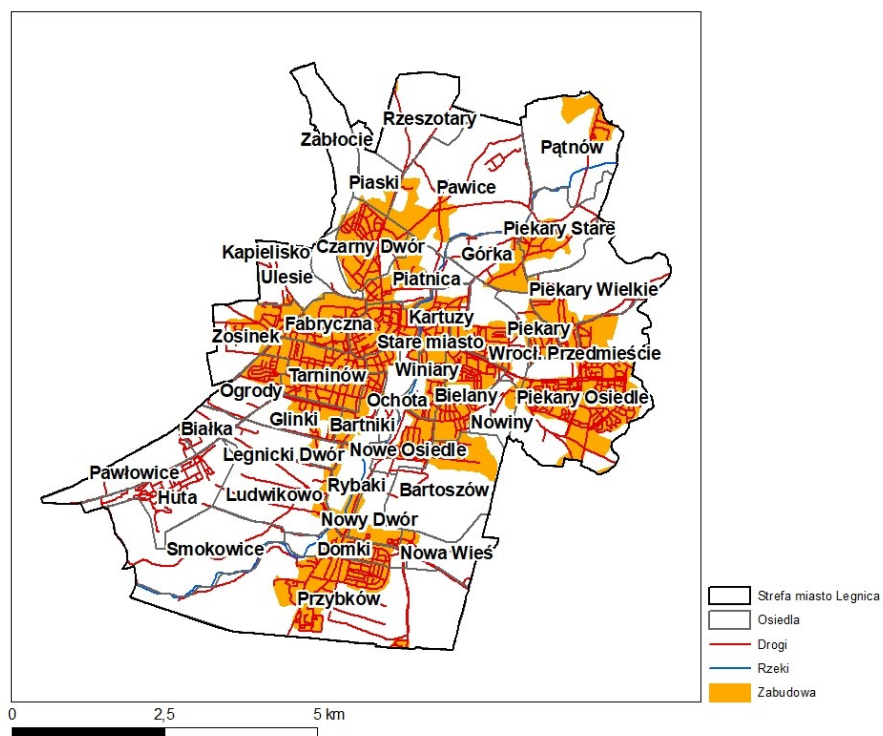 Rzeszotary
Zabłocie
Pątnów
Piaski
Pawice
Piekary Stare
Czarny Dwór
Kapielisko
Górka
Ulesie
Piatnica
Piekary Wielkie
Kartuzy
Fabryczna
Piekary
Zosinek
Stare miasto
Wrocł. Przedmieście
Winiary
Tarninów
Ogrody
Ochota
Bielany
Piekary Osiedle
Glinki
Bartniki
Nowiny
Białka
Legnicki Dwór
Nowe Osiedle
Pawłowice
Rybaki
Bartoszów
Huta
Ludwikowo
Nowy Dwór
Smokowice
Domki
Nowa Wieś
Przybków
Strefa miasto Legnica
Osiedla
Drogi
Rzeki
Zabudowa
0 2,5 5 km